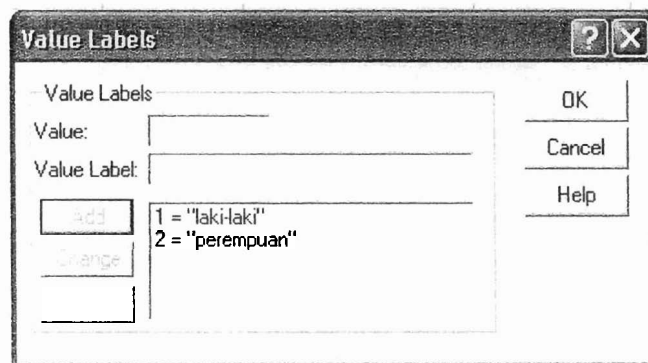 Value Labels
Value Labels
OK
Value:
Cancel
Value Label:
Help
Add
1 = "laki-laki"
2 = "perempuan"
Change